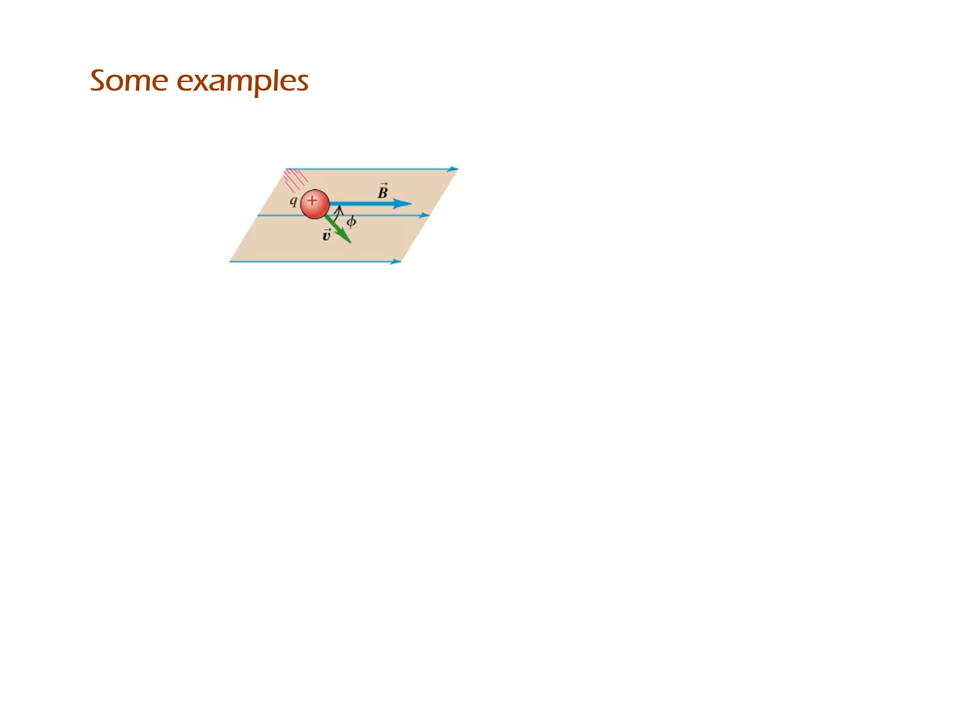 Some examples
B⃗
q +
ϕ
v⃗